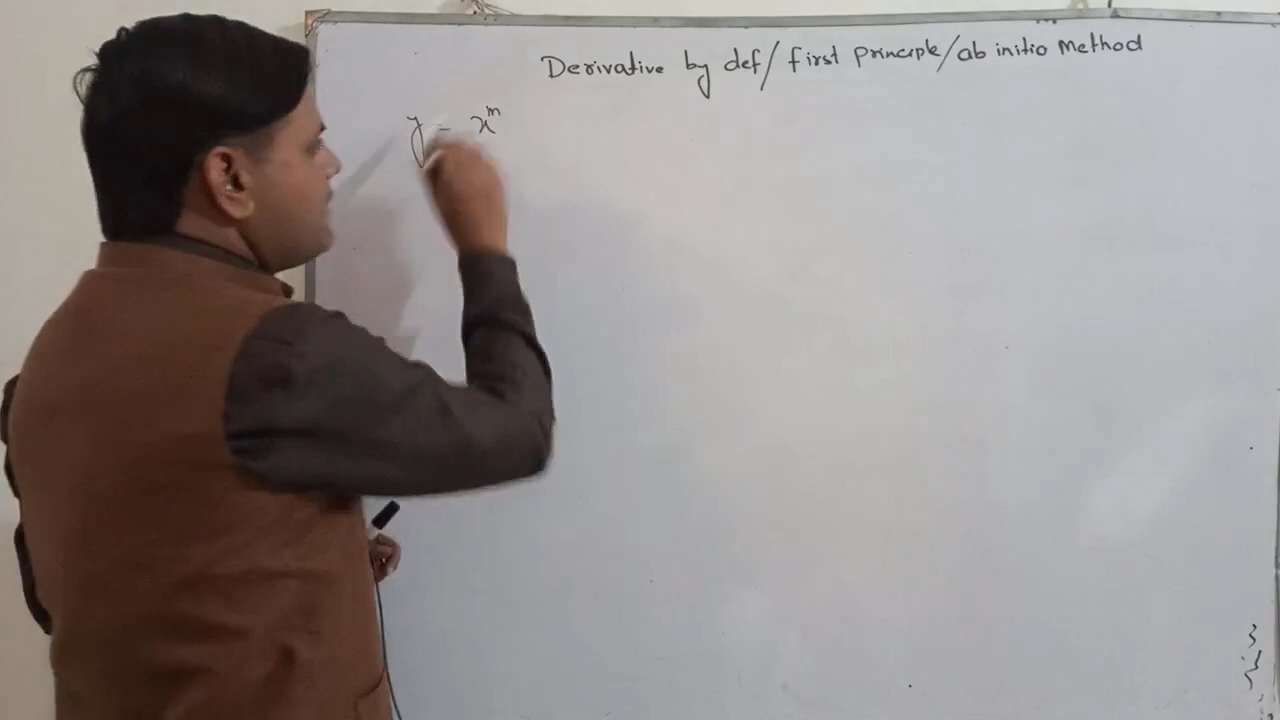 Derivative by def/first principle/ab initio Method
y = x^m